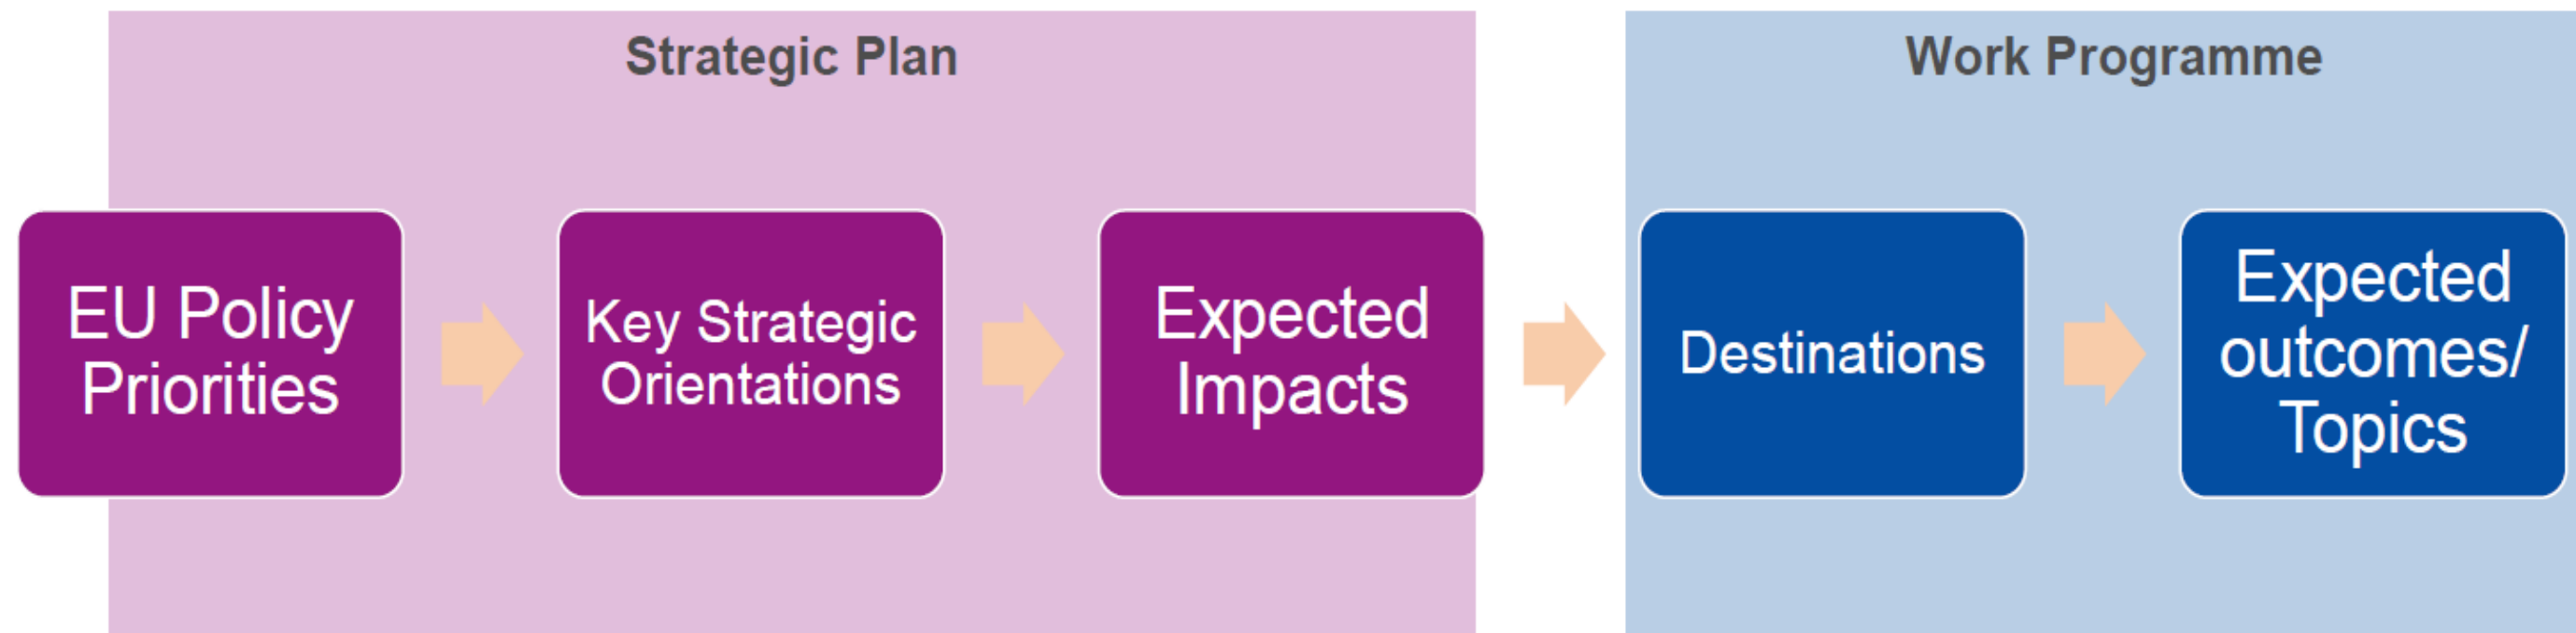 Strategic Plan
Work Programme
EU Policy
Priorities
Key Strategic
Orientations
Expected
Impacts
Destinations
Expected
outcomes/
Topics